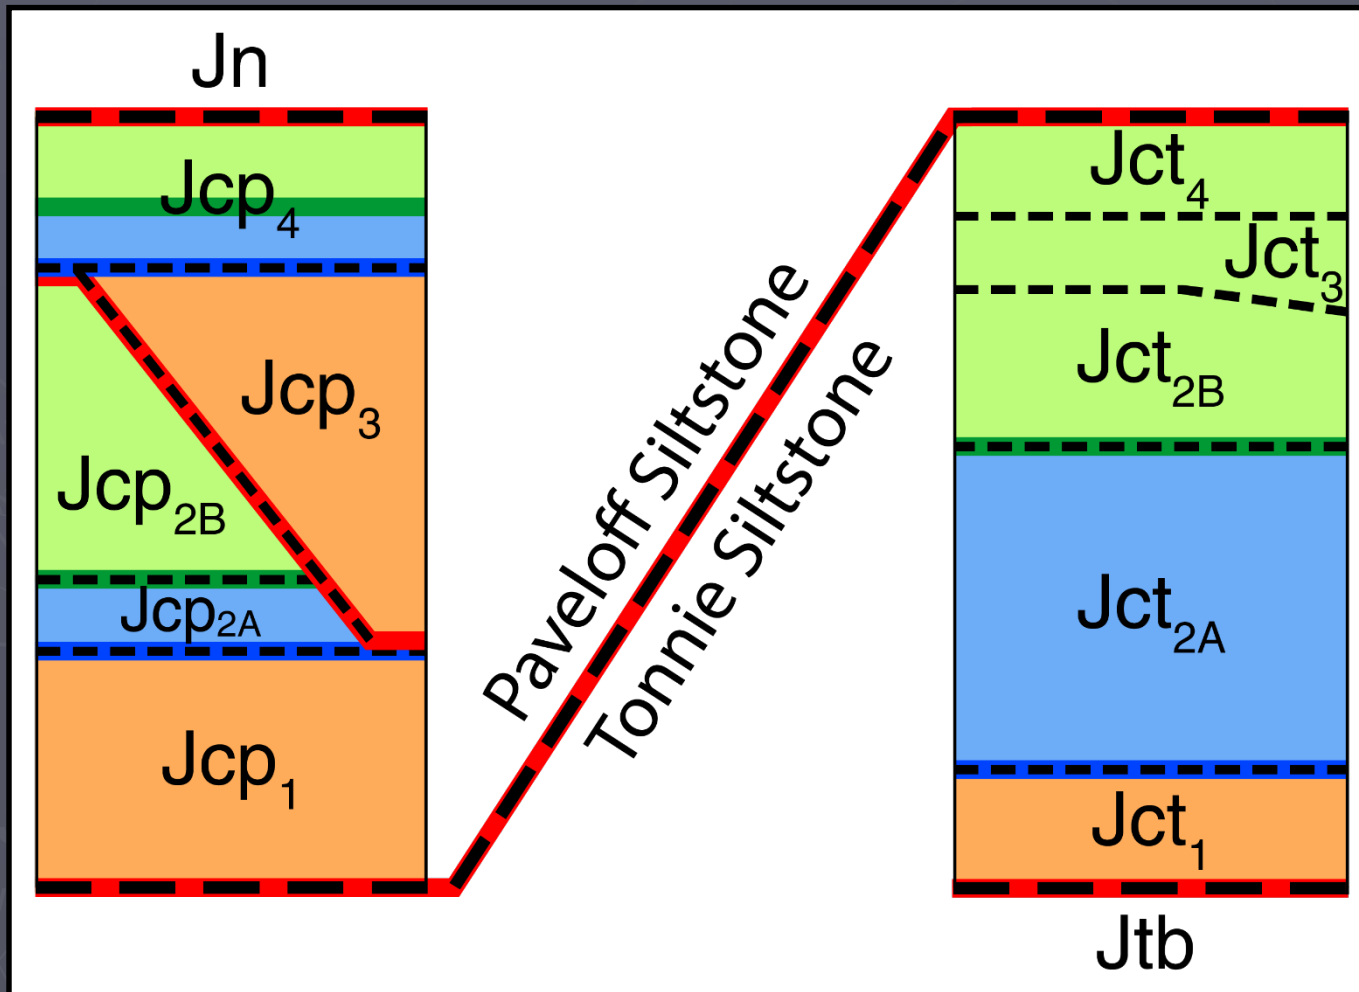 Jn
Jcp4
Jcp3
Jcp2B
Jcp2A
Jcp1
Paveloff Siltstone
Tonnie Siltstone
Jct4
Jct3
Jct2B
Jct2A
Jct1
Jtb